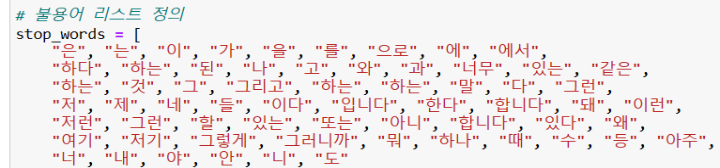 # 불용어 리스트 정의
stop_words = [
"은", "는", "이", "가", "을", "를", "으로", "에", "에서",
"하다", "하는", "된", "나", "고", "와", "과", "너무", "있는", "같은",
"하는", "것", "그", "그리고", "하는", "하는", "말", "다", "그런",
"저", "제", "네", "들", "이다", "입니다", "한다", "합니다", "돼", "이런",
"저런", "그런", "할", "있는", "또는", "아니", "합니다", "있다", "왜",
"여기", "저기", "그렇게", "그러니까", "뭐", "하나", "때", "수", "등", "아주",
"너", "내", "야", "안", "니", "도"